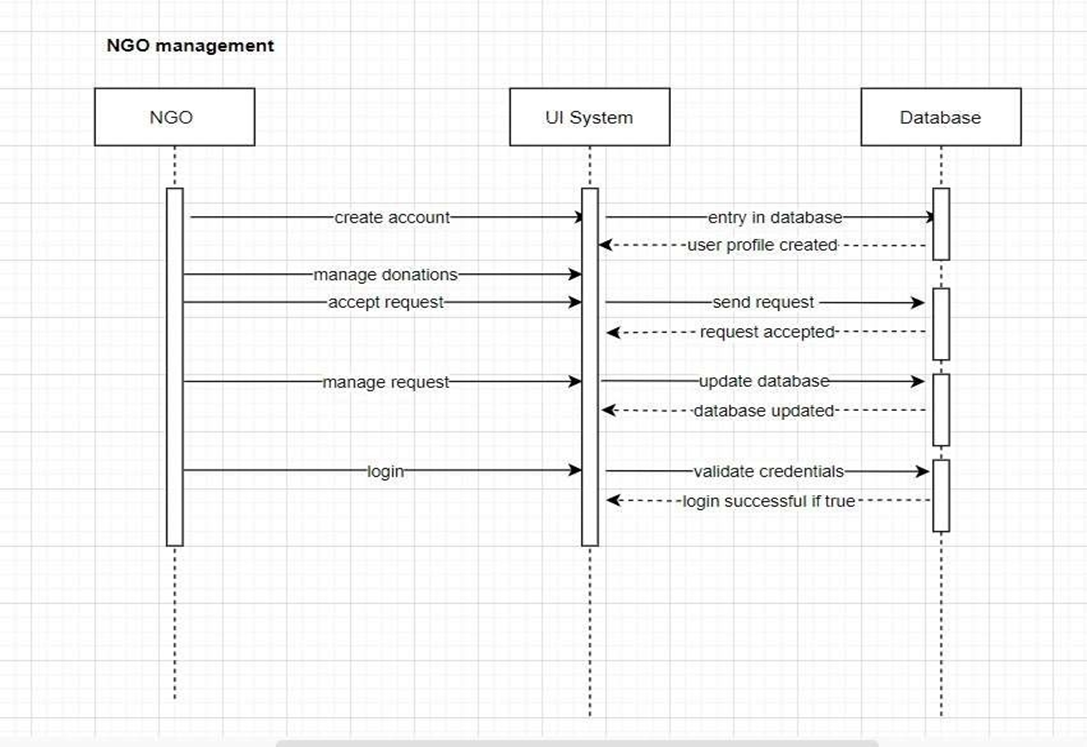 NGO management
NGO
UI System
Database
create account
entry in database
user profile created
manage donations
accept request
send request
request accepted
manage request
update database
database updated
login
validate credentials
login successful if true